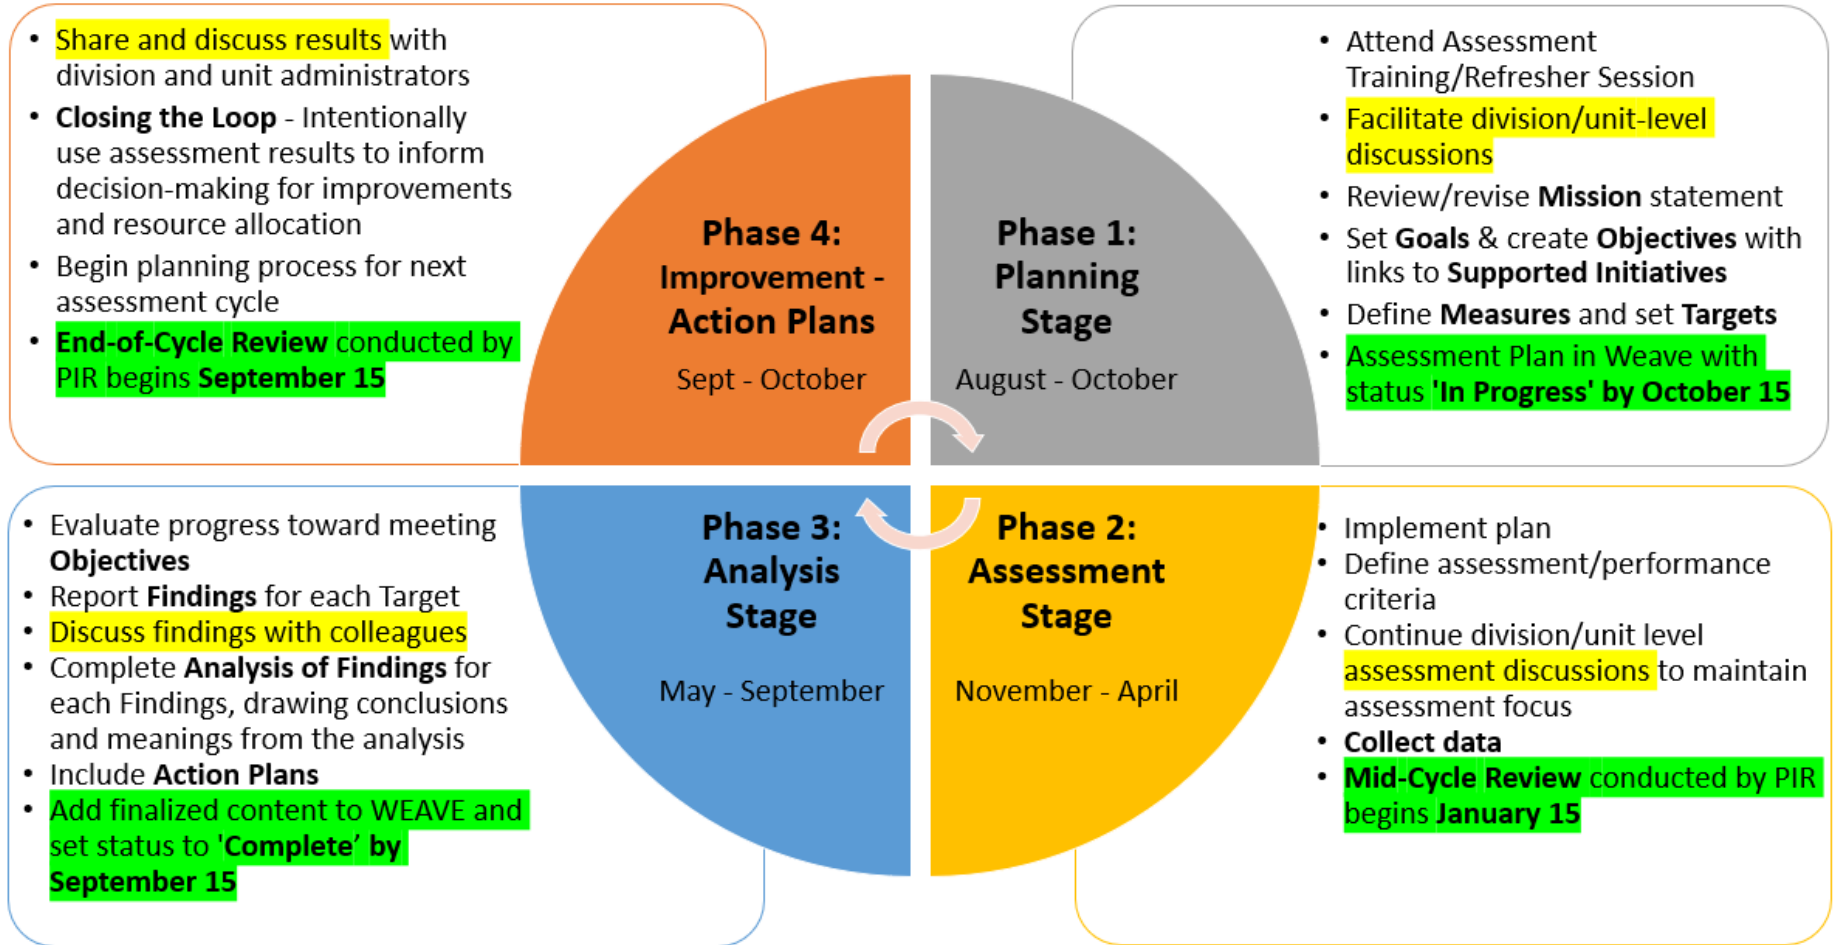 • Share and discuss results with
division and unit administrators
• Closing the Loop - Intentionally
use assessment results to inform
decision-making for improvements
and resource allocation
• Begin planning process for next
assessment cycle
• End-of-Cycle Review conducted by
PIR begins September 15
Phase 4:
Improvement -
Action Plans
Sept - October
Phase 1:
Planning
Stage
August - October
• Attend Assessment
Training/Refresher Session
• Facilitate division/unit-level
discussions
• Review/revise Mission statement
• Set Goals & create Objectives with
links to Supported Initiatives
• Define Measures and set Targets
• Assessment Plan in Weave with
status 'In Progress' by October 15
• Evaluate progress toward meeting
Objectives
• Report Findings for each Target
• Discuss findings with colleagues
• Complete Analysis of Findings for
each Findings, drawing conclusions
and meanings from the analysis
• Include Action Plans
• Add finalized content to WEAVE and
set status to 'Complete’ by
September 15
Phase 3:
Analysis
Stage
May - September
Phase 2:
Assessment
Stage
November - April
• Implement plan
• Define assessment/performance
criteria
• Continue division/unit level
assessment discussions to maintain
assessment focus
• Collect data
• Mid-Cycle Review conducted by PIR
begins January 15